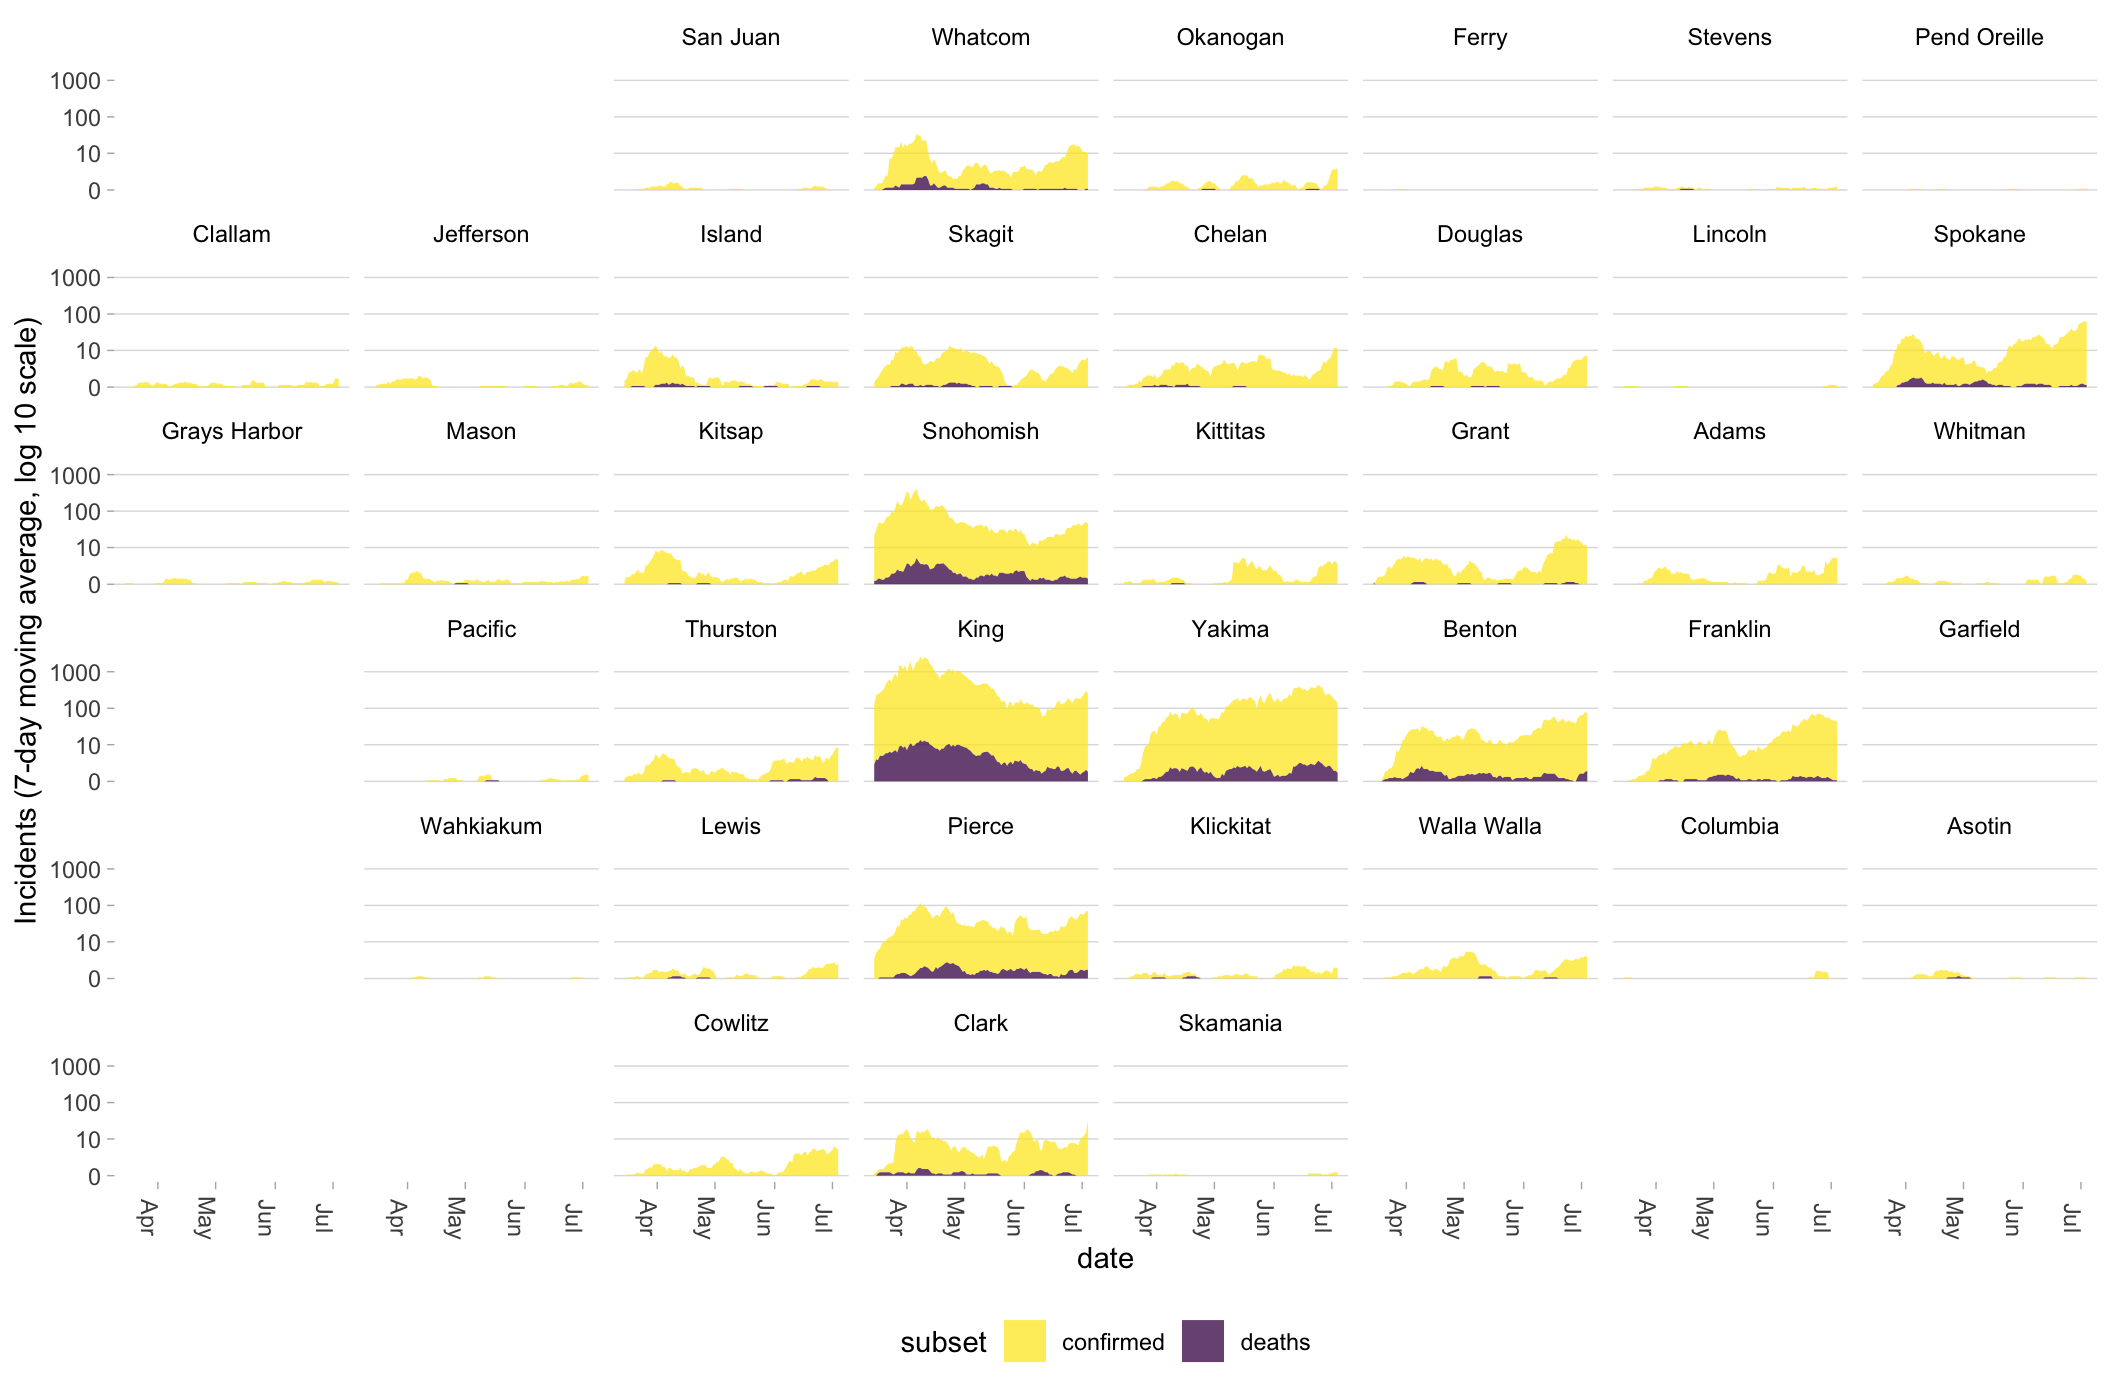 San Juan Whatcom Okanogan Ferry Stevens Pend Oreille
1000
100
10
0
Clallam Jefferson Island Skagit Chelan Douglas Lincoln Spokane
1000
100
10
0
Grays Harbor Mason Kitsap Snohomish Kittitas Grant Adams Whitman
1000
100
10
0
Pacific Thurston King Yakima Benton Franklin Garfield
1000
100
10
0
Wahkiakum Lewis Pierce Klickitat Walla Walla Columbia Asotin
1000
100
10
0
Cowlitz Clark Skamania
1000
100
10
0
Incidents (7-day moving average, log 10 scale)
Apr May Jun Jul Apr May Jun Jul Apr May Jun Jul Apr May Jun Jul Apr May Jun Jul Apr May Jun Jul Apr May Jun Jul Apr May Jun Jul
date
subset confirmed deaths